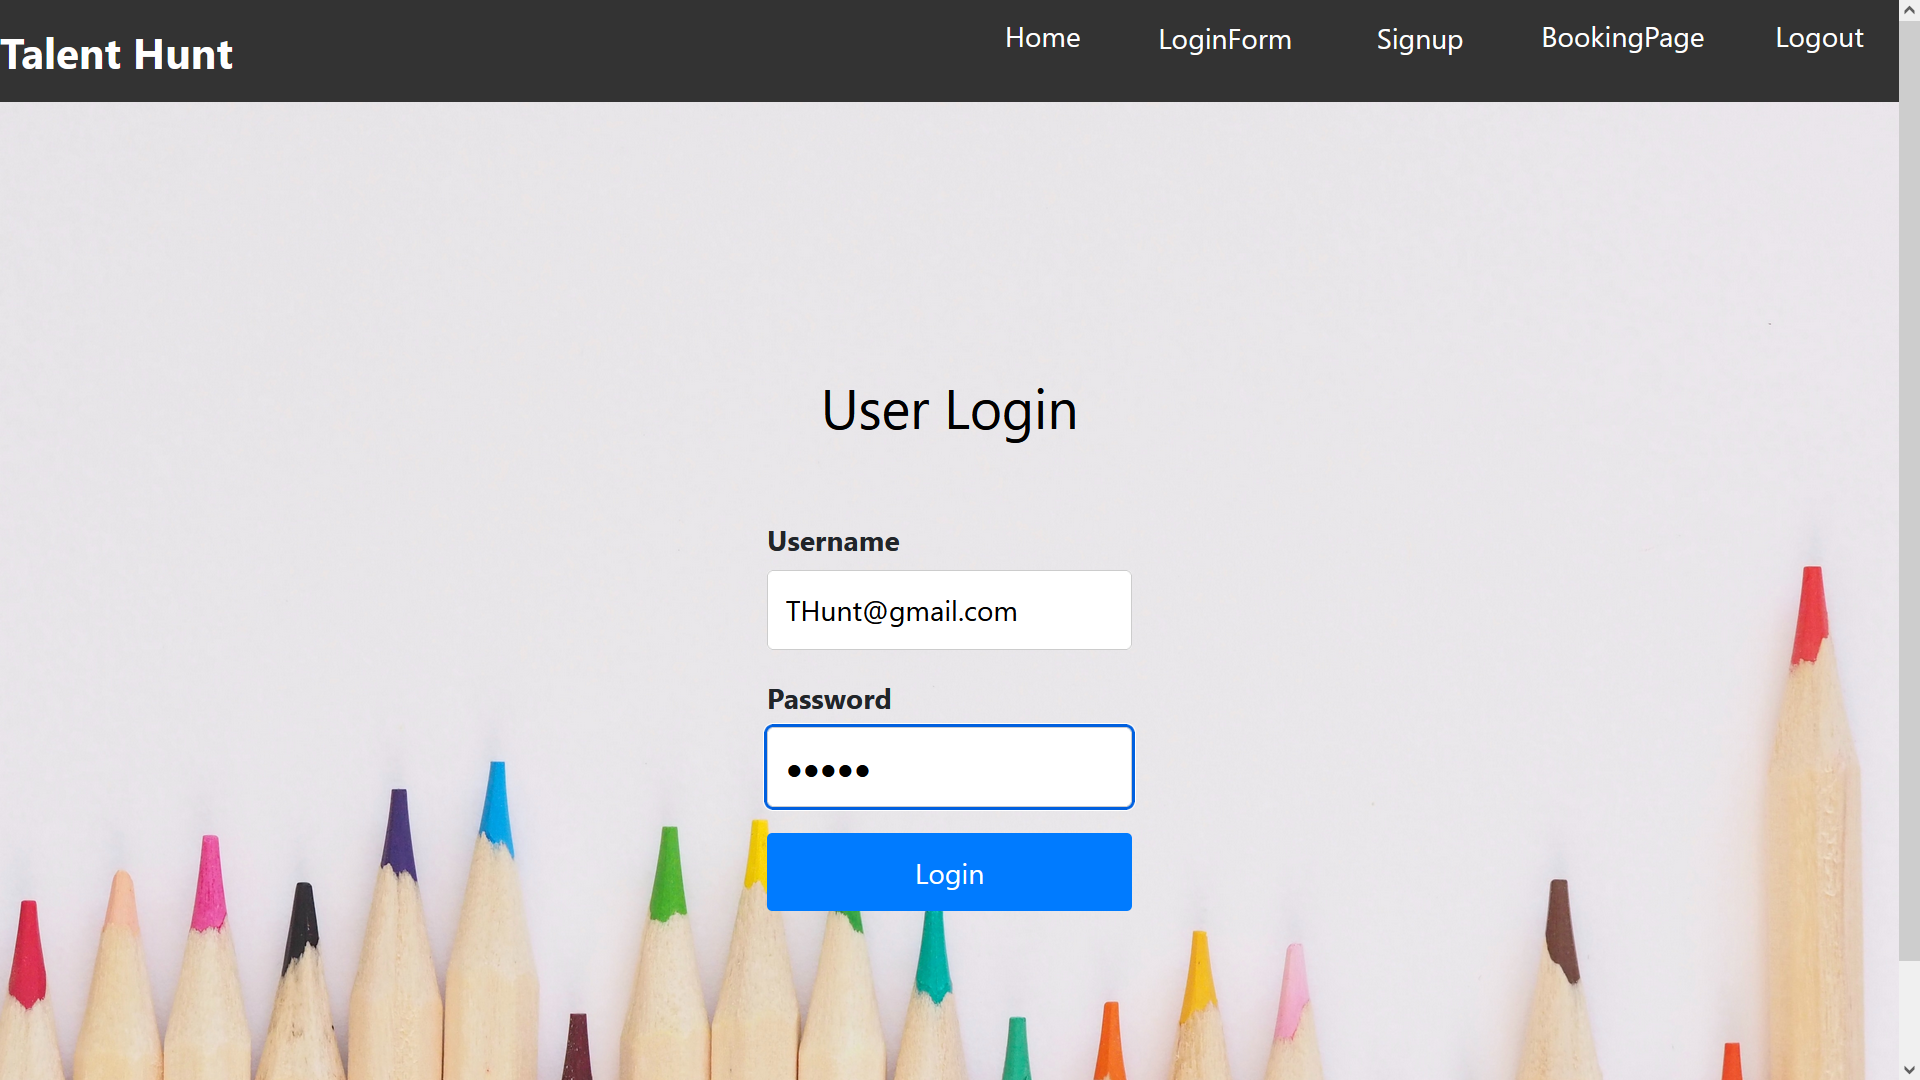 Talent Hunt
Home LoginForm Signup BookingPage Logout
User Login
Username
THunt@gmail.com
Password
•••••
Login